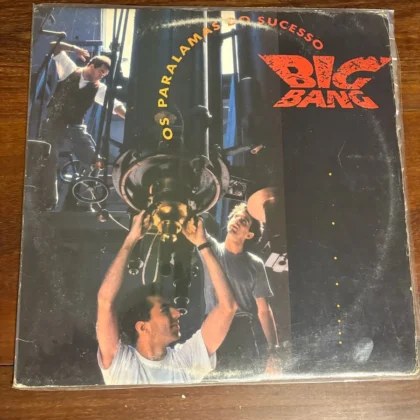 OS PARALAMAS DO SUCESSO
BIG
BANG